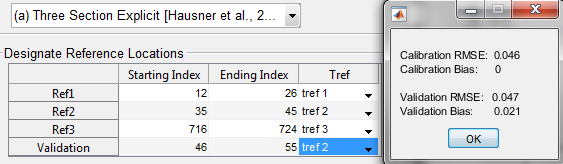 (a) Three Section Explicit [Hausner et al., 2...
Designate Reference Locations
Starting Index Ending Index Tref
Ref1 12 26 tref 1
Ref2 35 45 tref 2
Ref3 716 724 tref 3
Validation 46 55 tref 2
Calibration RMSE: 0.046
Calibration Bias: 0
Validation RMSE: 0.047
Validation Bias: 0.021
OK